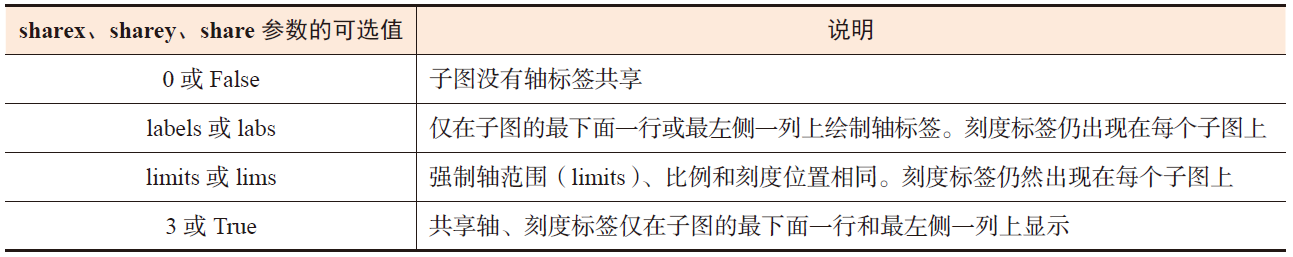 sharex、sharey、share 参数的可选值 说明
0 或 False 子图没有轴标签共享
labels 或 labs 仅在子图的最下面一行或最左侧一列上绘制轴标签。刻度标签仍出现在每个子图上
limits 或 lims 强制轴范围（limits）、比例和刻度位置相同。刻度标签仍然出现在每个子图上
3 或 True 共享轴、刻度标签仅在子图的最下面一行和最左侧一列上显示